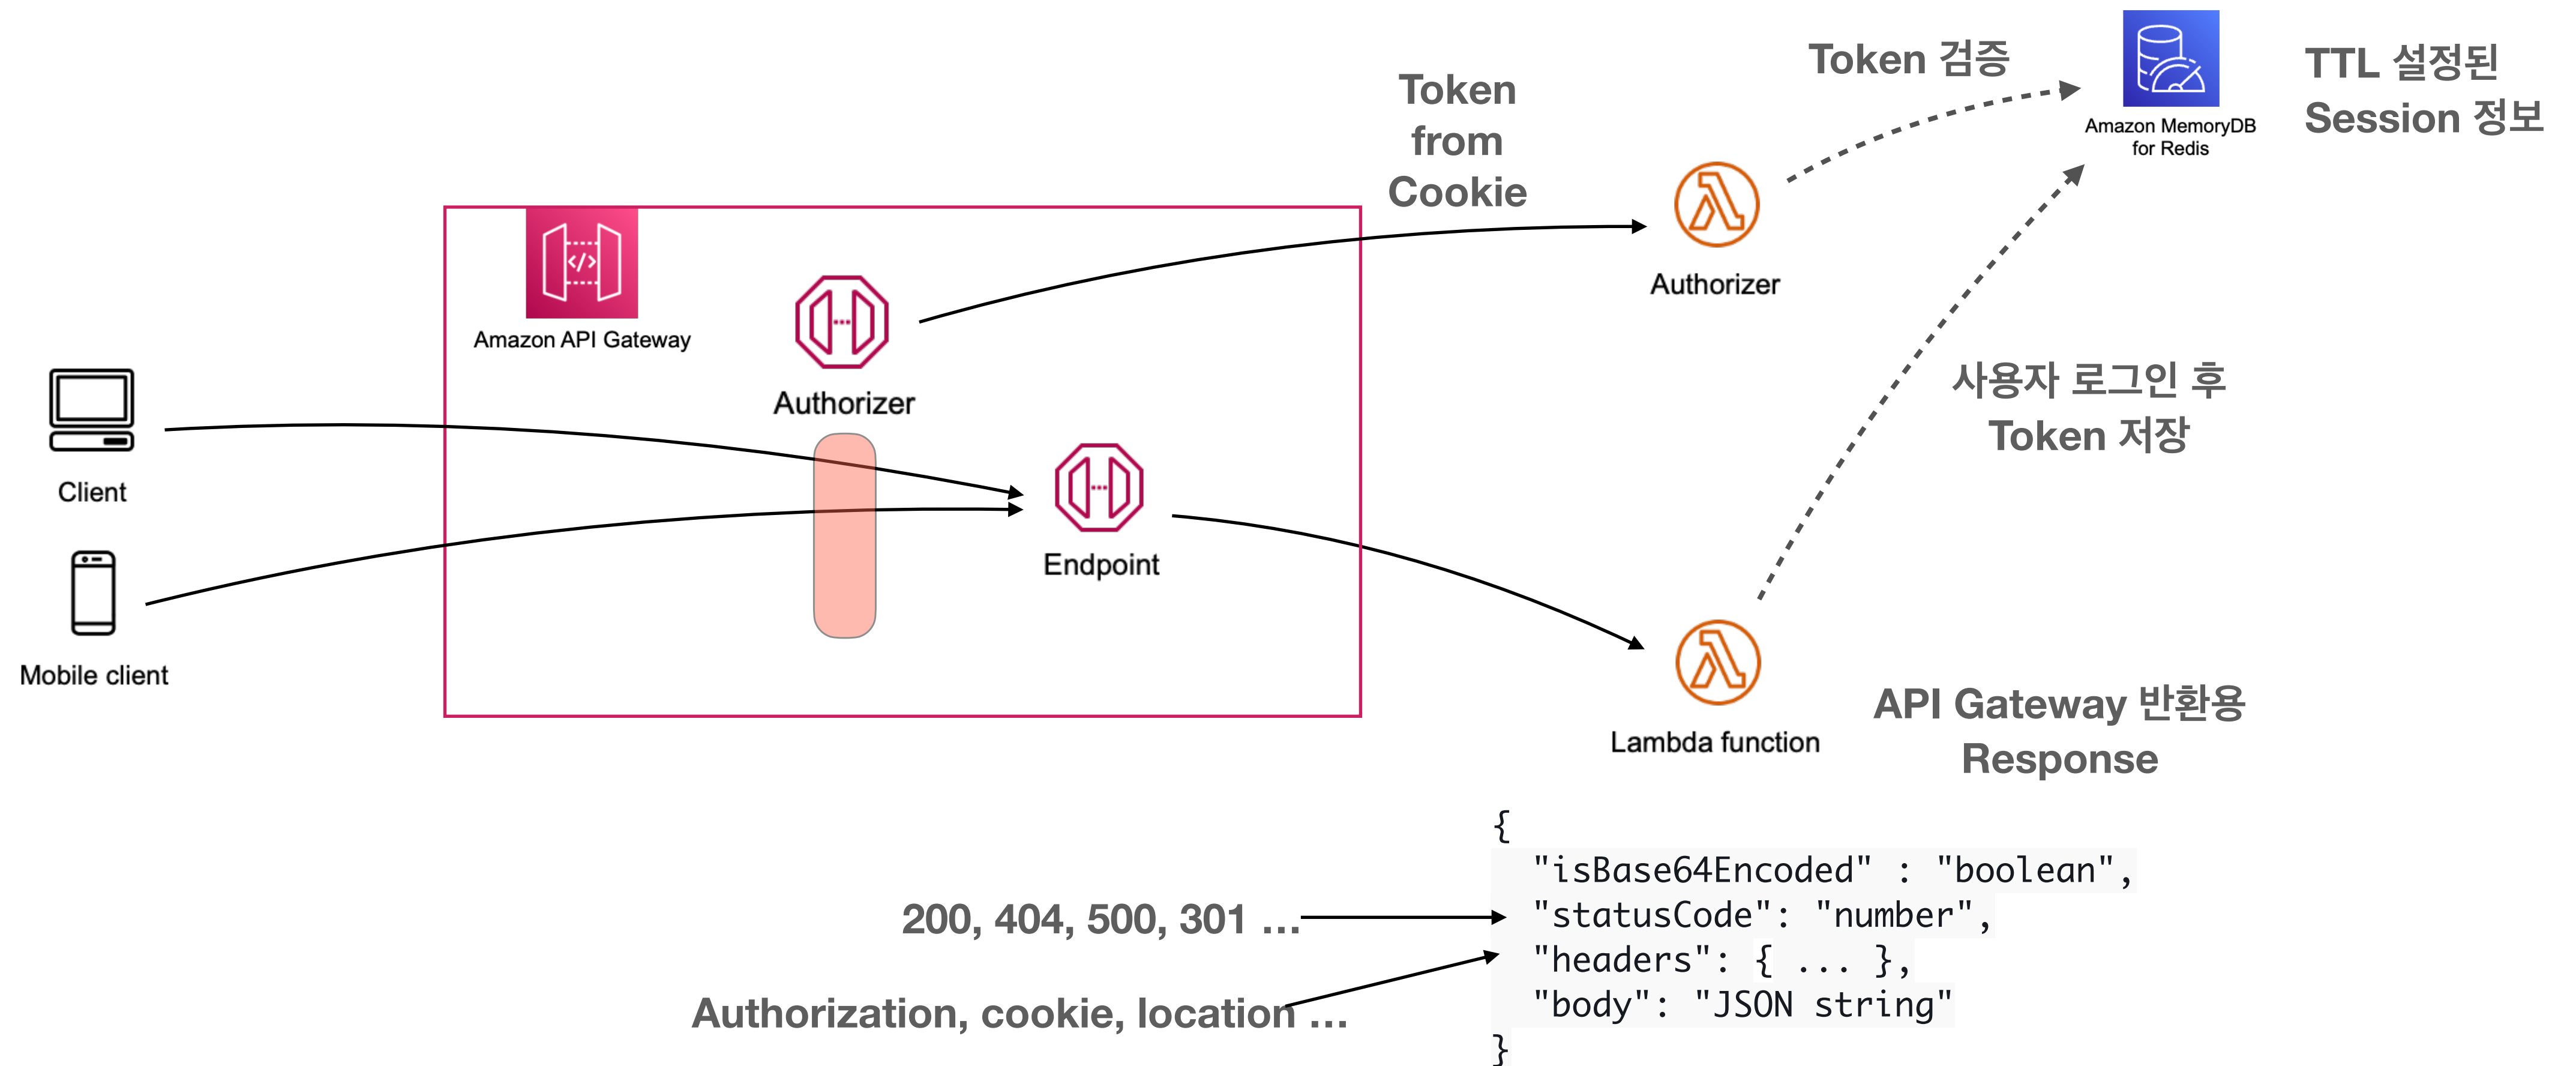 Token 검증
TTL 설정된
Session 정보
Amazon MemoryDB
for Redis
Token
from
Cookie
Authorizer
Amazon API Gateway
Authorizer
Client
Endpoint
Mobile client
사용자 로그인 후
Token 저장
Lambda function
API Gateway 반환용
Response
{
"isBase64Encoded" : "boolean",
"statusCode": "number",
"headers": { ... },
"body": "JSON string"
}
200, 404, 500, 301 ...
Authorization, cookie, location ...